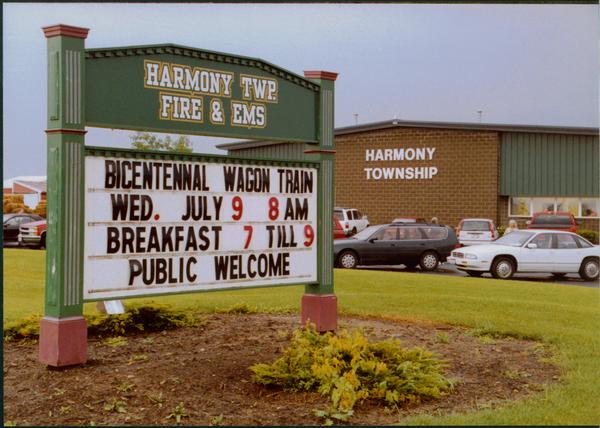 HARMONY TWP.
FIRE & EMS
BICENTENNAL WAGON TRAIN
WED. JULY 9 8 AM
BREAKFAST 7 TILL 9
PUBLIC WELCOME
HARMONY
TOWNSHIP